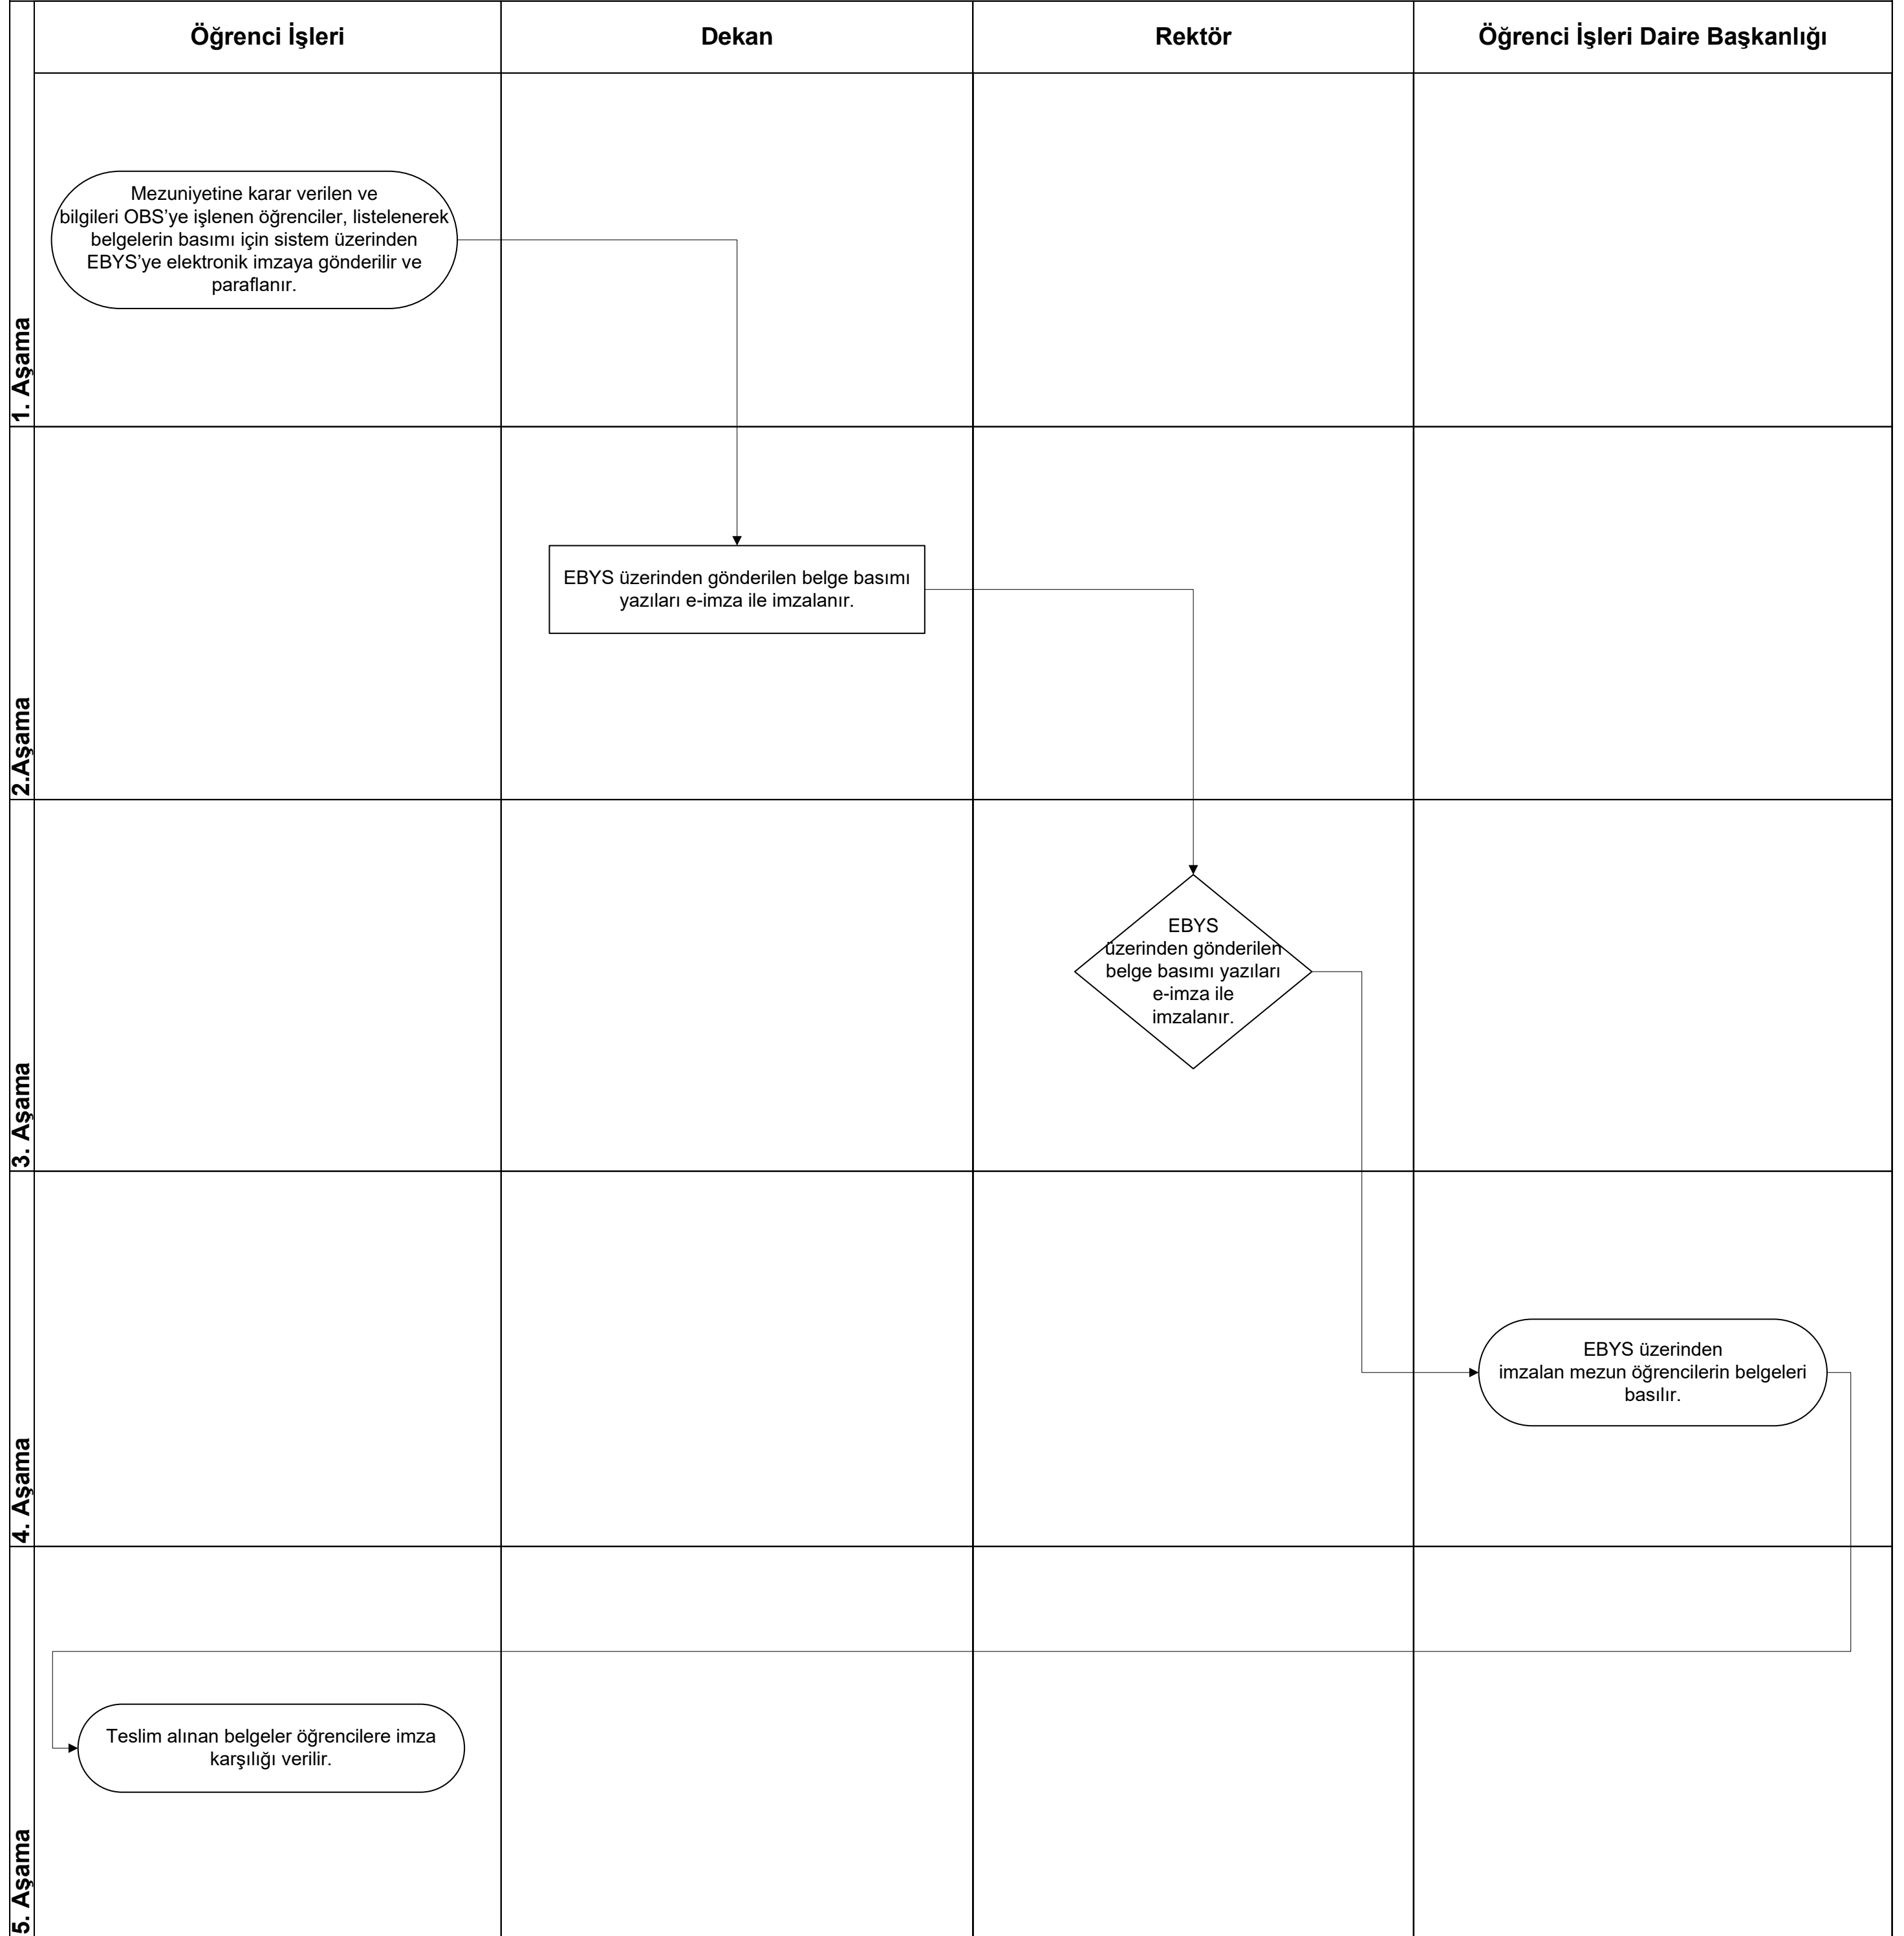 Öğrenci İşleri
Dekan
Rektör
Öğrenci İşleri Daire Başkanlığı
1. Aşama
Mezuniyetine karar verilen ve
bilgileri OBS’ye işlenen öğrenciler, listelenerek
belgelerin basımı için sistem üzerinden
EBYS’ye elektronik imzaya gönderilir ve
paraflanır.
2.Aşama
EBYS üzerinden gönderilen belge basımı
yazıları e-imza ile imzalanır.
3. Aşama
EBYS
üzerinden gönderilen
belge basımı yazıları
e-imza ile
imzalanır.
4. Aşama
EBYS üzerinden
imzalan mezun öğrencilerin belgeleri
basılır.
5. Aşama
Teslim alınan belgeler öğrencilere imza
karşılığı verilir.